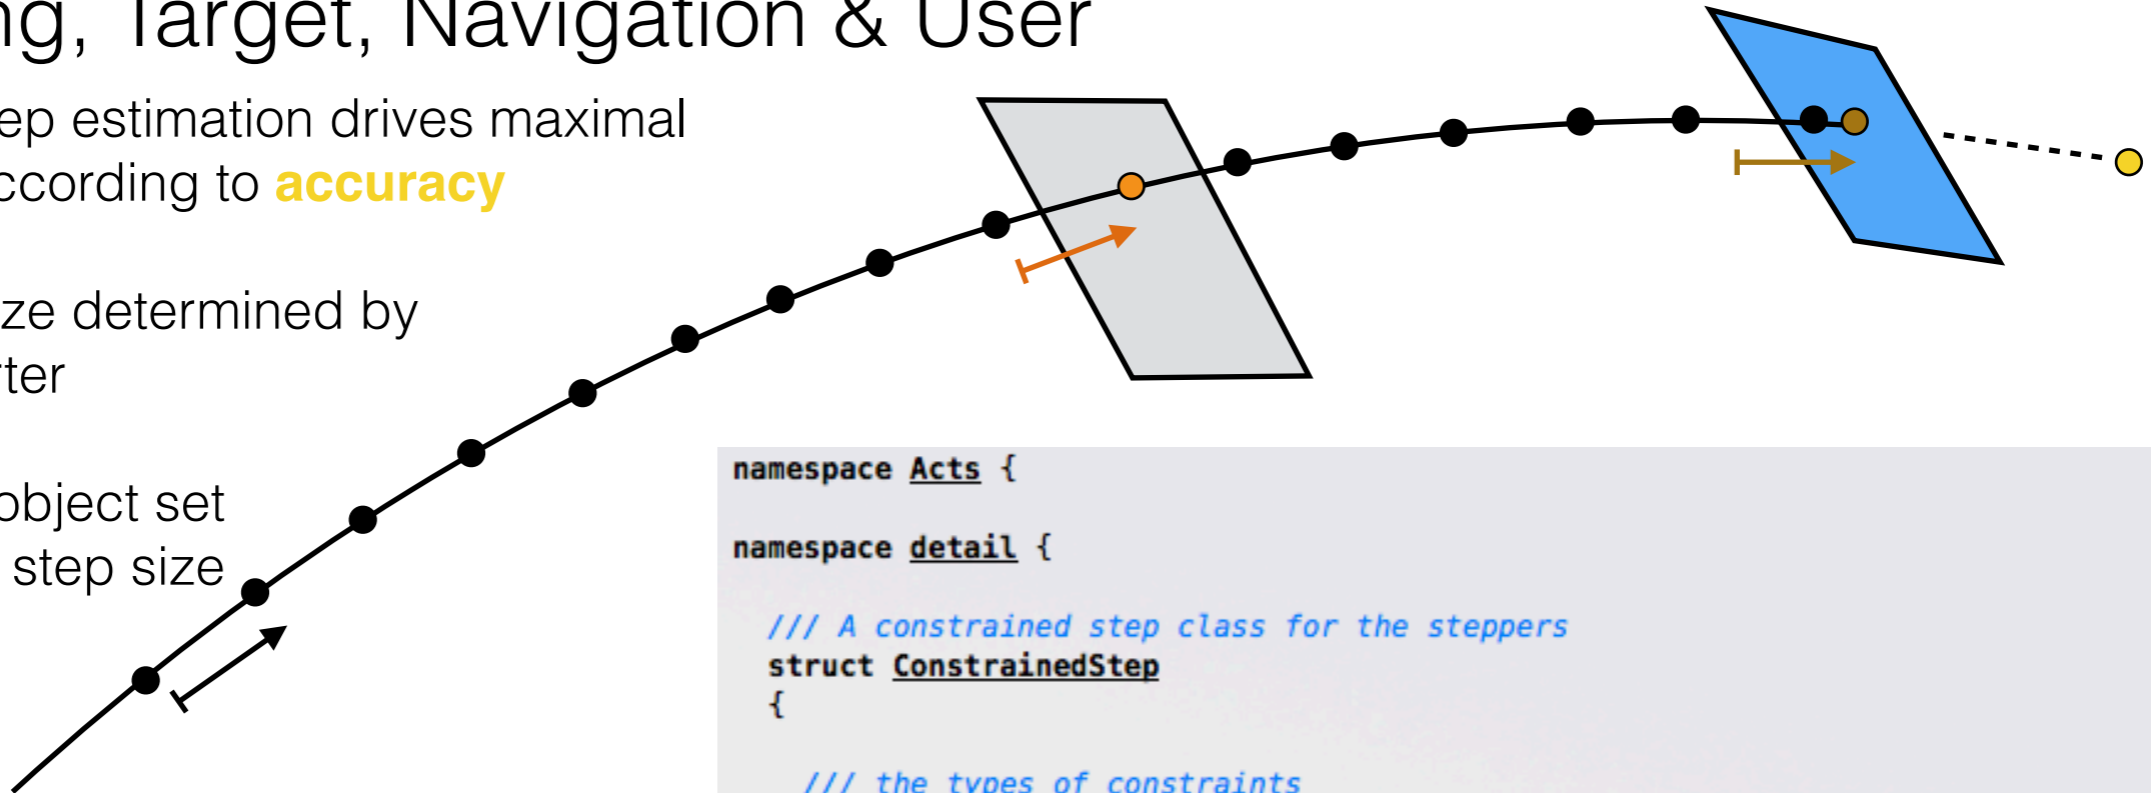 ng, Target, Navigation & User
ep estimation drives maximal
ccording to accuracy
ze determined by
rter
object set
step size
namespace Acts {
namespace detail {
/// A constrained step class for the steppers
struct ConstrainedStep
{
/// the types of constraints